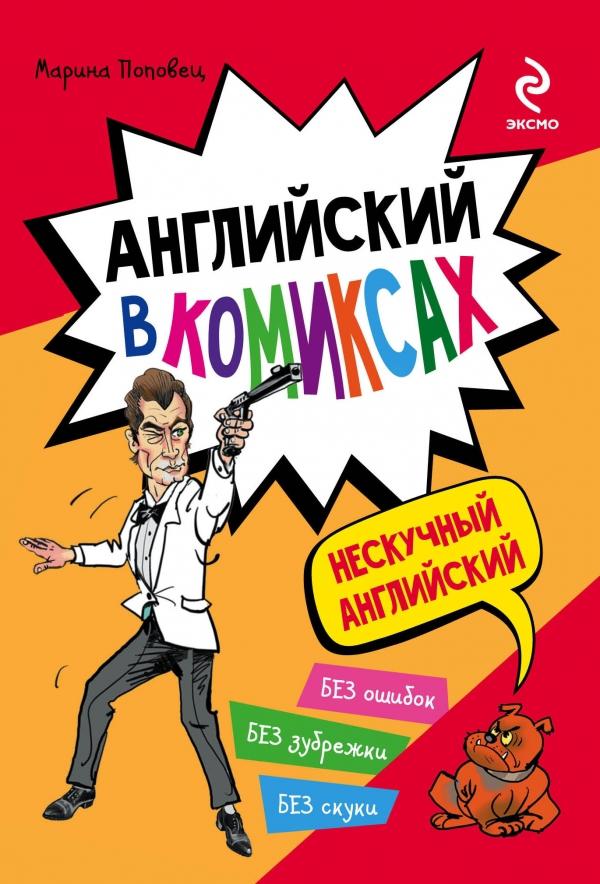 Марина Поповец
ЭКСМО
АНГЛИЙСКИЙ
В КОМИКСАХ
НЕСКУЧНЫЙ
АНГЛИЙСКИЙ
БЕЗ ошибок
БЕЗ зубрежки
БЕЗ скуки